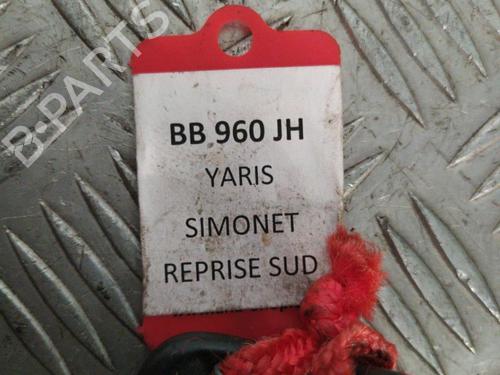 B-PARTS
BB 960 JH
YARIS
SIMONET
REPRISE SUD